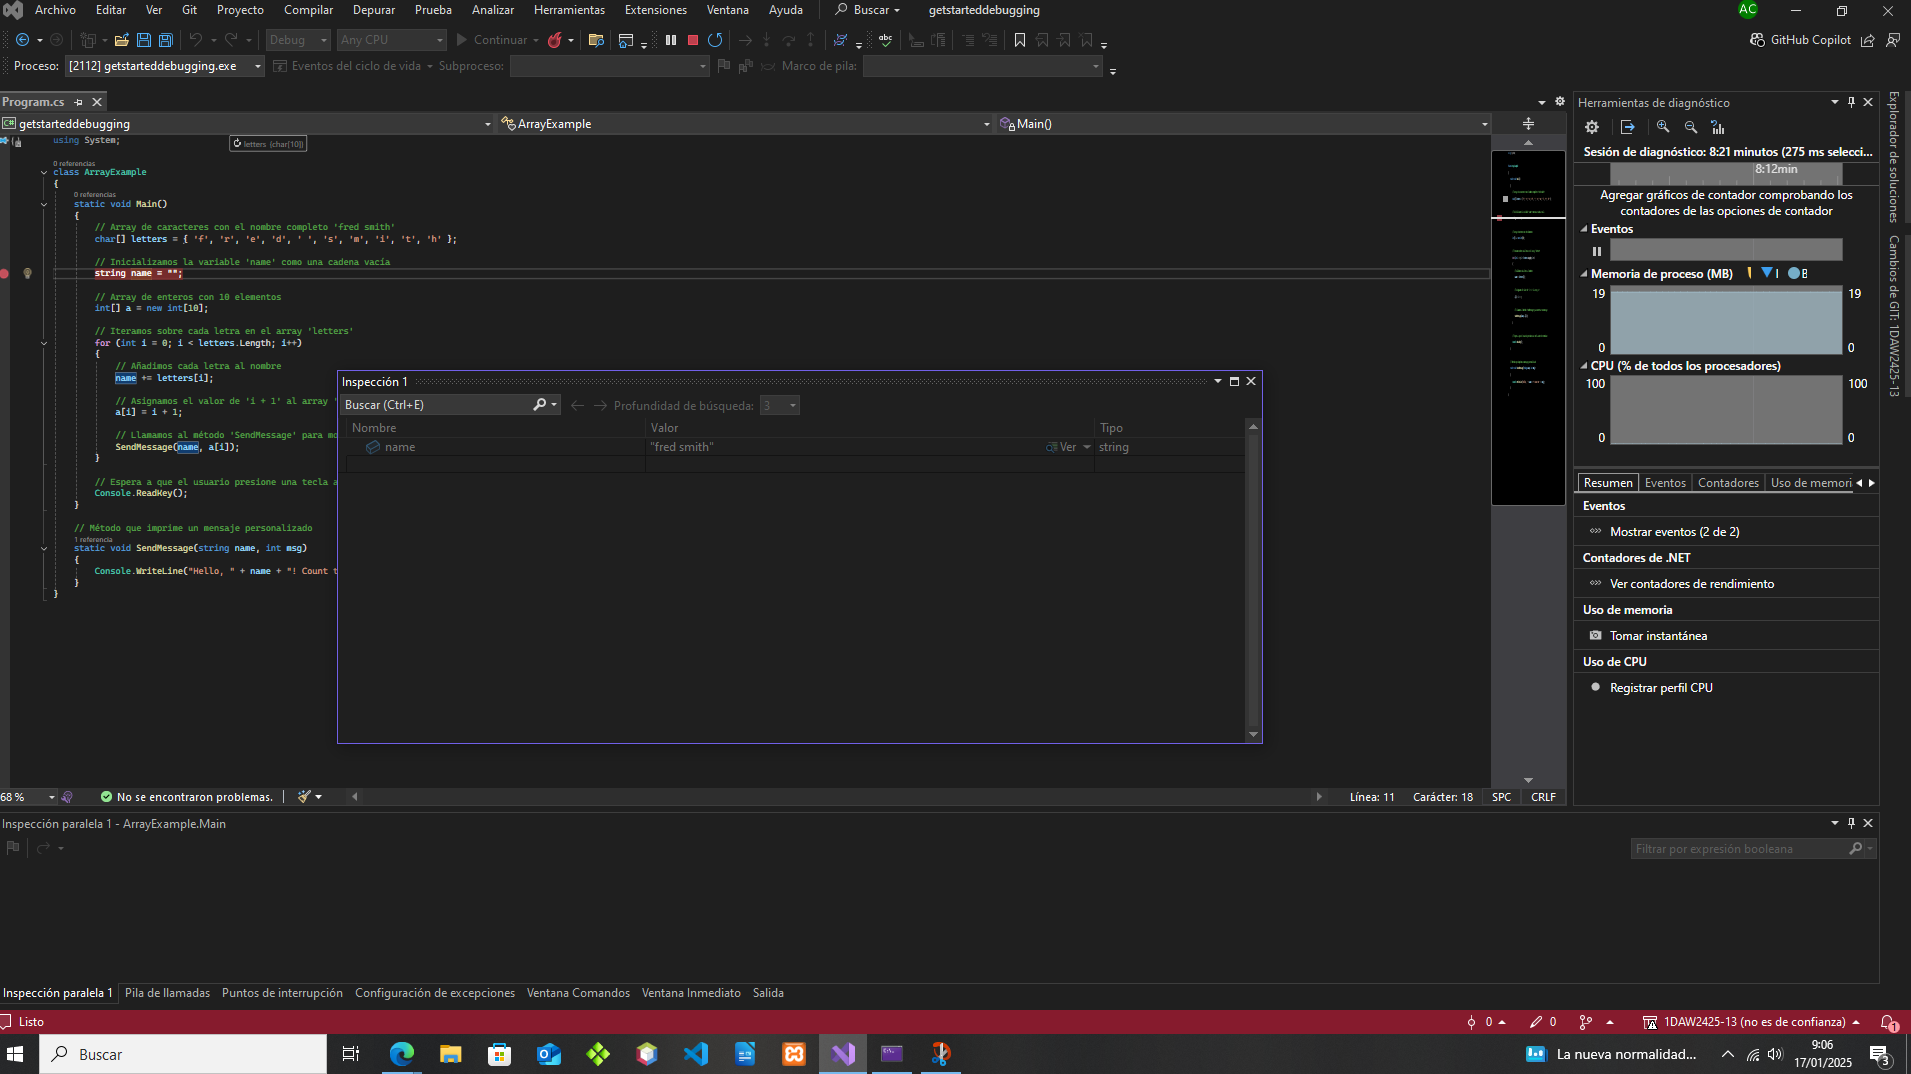 Archivo Editar Ver Git Proyecto Compilar Depurar Prueba Analizar Herramientas Extensiones Ventana Ayuda Buscar getstarteddebugging AC
Debug Any CPU Continuar abc GitHub Copilot
Proceso: [2112] getstarteddebugging.exe Eventos del ciclo de vida Subproceso: Marco de pila:
Program.cs
C# getstarteddebugging ArrayExample Main()
using System;
letters {char[10]}
0 referencias
class ArrayExample
{
0 referencias
static void Main()
{
// Array de caracteres con el nombre completo 'fred smith'
char[] letters = { 'f', 'r', 'e', 'd', ' ', 's', 'm', 'i', 't', 'h' };
// Inicializamos la variable 'name' como una cadena vacía
string name = "";
// Array de enteros con 10 elementos
int[] a = new int[10];
// Iteramos sobre cada letra en el array 'letters'
for (int i = 0; i < letters.Length; i++)
{
// Añadimos cada letra al nombre
name += letters[i];
// Asignamos el valor de 'i + 1' al array '
a[i] = i + 1;
// Llamamos al método 'SendMessage' para mo
SendMessage(name, a[i]);
}
// Espera a que el usuario presione una tecla a
Console.ReadKey();
}
// Método que imprime un mensaje personalizado
1 referencia
static void SendMessage(string name, int msg)
{
Console.WriteLine("Hello, " + name + "! Count t
}
}
Inspección 1
Buscar (Ctrl+E) Profundidad de búsqueda: 3
Nombre Valor Tipo
name "fred smith" Ver string
68 % No se encontraron problemas. Línea: 11 Carácter: 18 SPC CRLF
Herramientas de diagnóstico
Sesión de diagnóstico: 8:21 minutos (275 ms selecci...
8:12min
Agregar gráficos de contador comprobando los
contadores de las opciones de contador
Eventos
Memoria de proceso (MB) I B
19 19
0 0
CPU (% de todos los procesadores)
100 100
0 0
Resumen Eventos Contadores Uso de memori
Eventos
Mostrar eventos (2 de 2)
Contadores de .NET
Ver contadores de rendimiento
Uso de memoria
Tomar instantánea
Uso de CPU
Registrar perfil CPU
Explorador de soluciones
Cambios de GIT: 1DAW2425-13
Inspección paralela 1 - ArrayExample.Main
Filtrar por expresión booleana
Inspección paralela 1 Pila de llamadas Puntos de interrupción Configuración de excepciones Ventana Comandos Ventana Inmediato Salida
Listo 0 0 1DAW2425-13 (no es de confianza) 1
Buscar La nueva normalidad... 9:06
17/01/2025 3